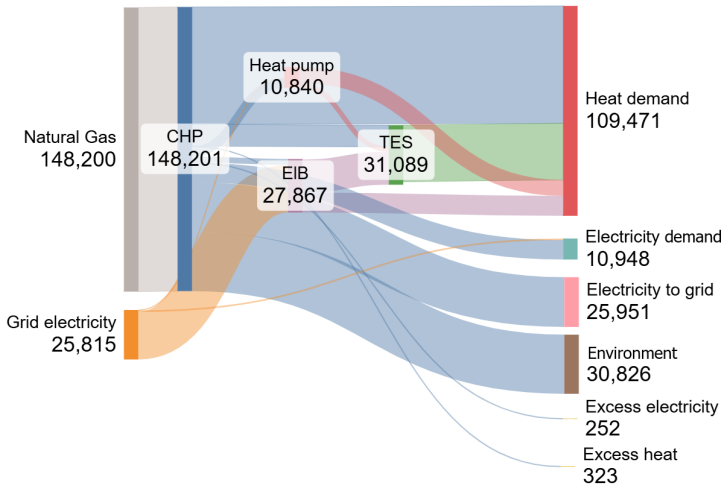 Natural Gas
148,200
Grid electricity
25,815
CHP
148,201
Heat pump
10,840
EIB
27,867
TES
31,089
Heat demand
109,471
Electricity demand
10,948
Electricity to grid
25,951
Environment
30,826
Excess electricity
252
Excess heat
323